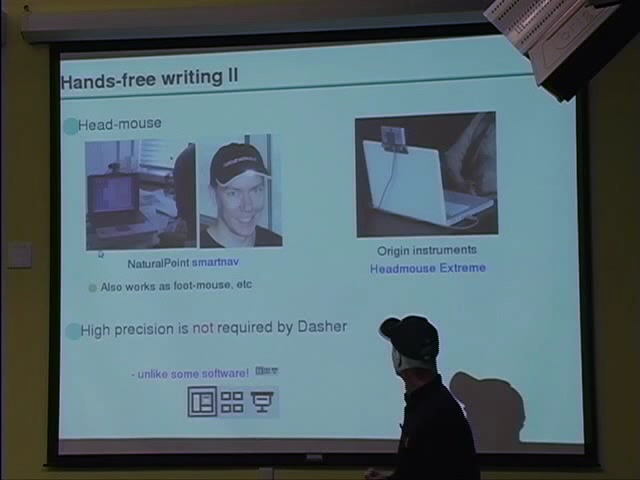 Hands-free writing II
Head-mouse
NaturalPoint smartnav
Also works as foot-mouse, etc
Origin instruments
Headmouse Extreme
High precision is not required by Dasher
- unlike some software!